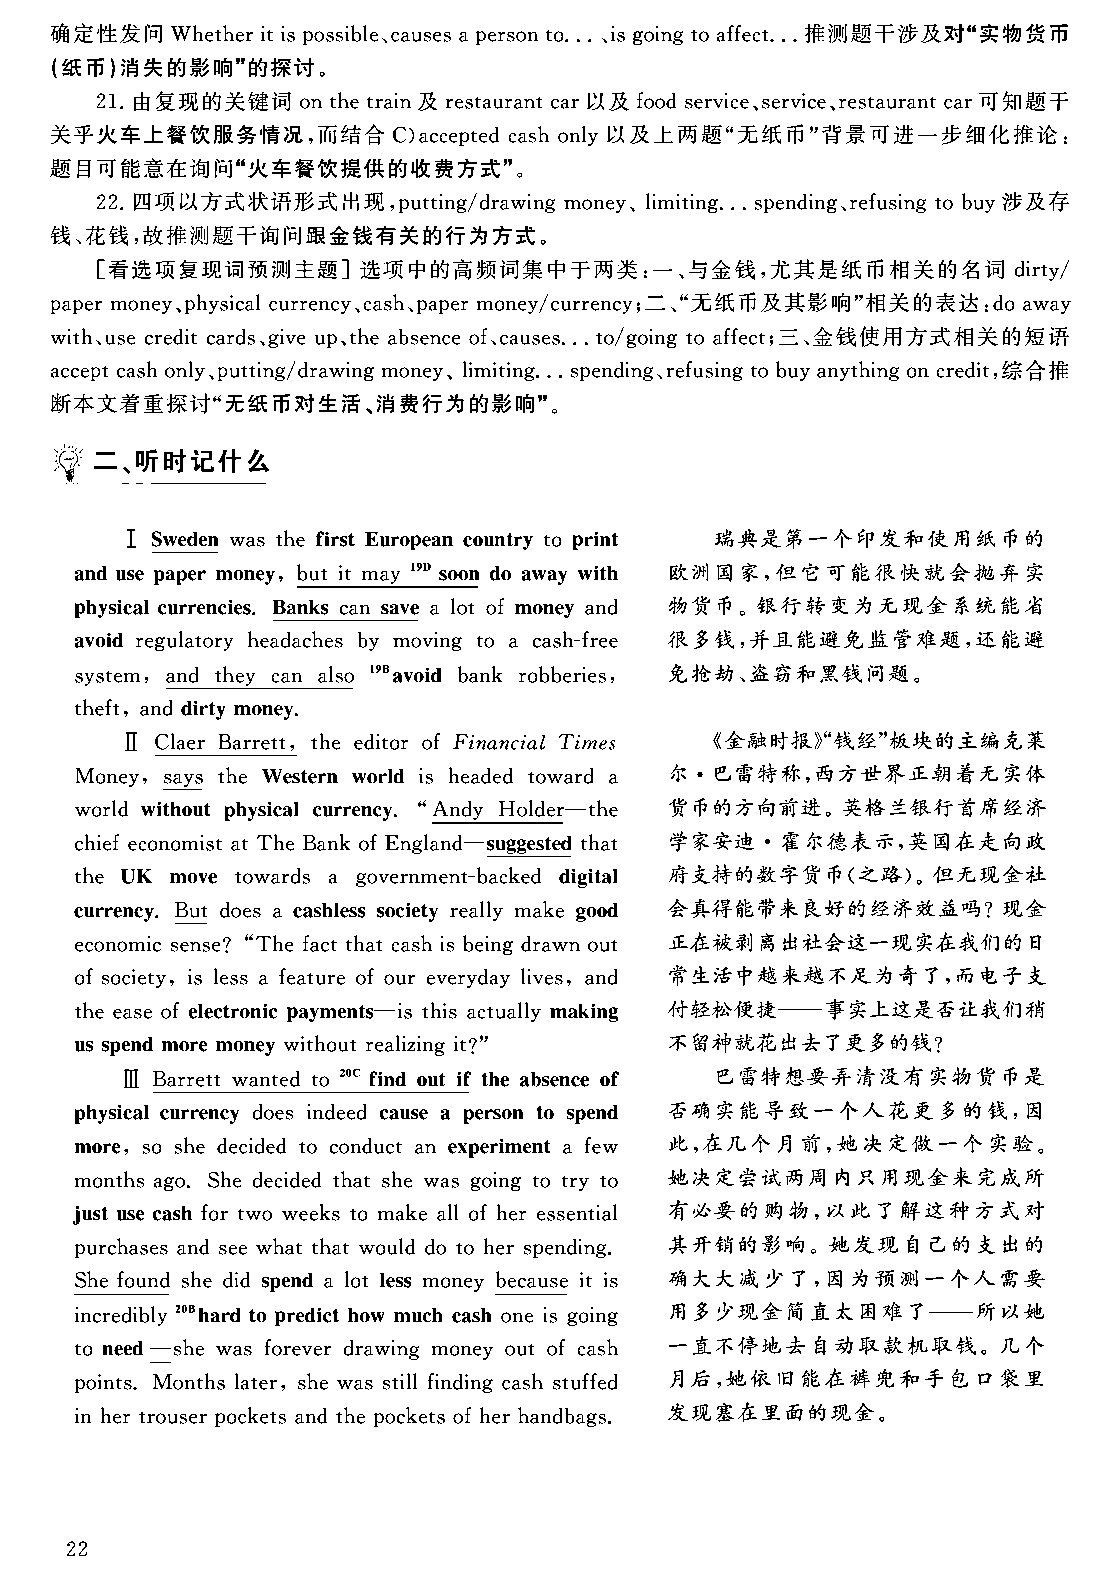 确定性发问 Whether it is possible、causes a person to...、is going to affect...推测题干涉及对“实物货币
(纸币)消失的影响”的探讨。
21. 由复现的关键词 on the train 及 restaurant car 以及 food service、service、restaurant car 可知题干
关乎火车上餐饮服务情况,而结合 C)accepted cash only 以及上两题“无纸币”背景可进一步细化推论:
题目可能意在询问“火车餐饮提供的收费方式”。
22. 四项以方式状语形式出现,putting/drawing money、limiting...spending、refusing to buy 涉及存
钱、花钱,故推测题干询问跟金钱有关的行为方式。
[看选项复现词预测主题] 选项中的高频词集中于两类:一、与金钱,尤其是纸币相关的名词 dirty/
paper money、physical currency、cash、paper money/currency;二、“无纸币及其影响”相关的表达:do away
with、use credit cards、give up、the absence of、causes...to/going to affect;三、金钱使用方式相关的短语
accept cash only、putting/drawing money、limiting...spending、refusing to buy anything on credit,综合推
断本文着重探讨“无纸币对生活、消费行为的影响”。
二、听时记什么
Ⅰ Sweden was the first European country to print
and use paper money, but it may 19D soon do away with
physical currencies. Banks can save a lot of money and
avoid regulatory headaches by moving to a cash-free
system, and they can also 19B avoid bank robberies,
theft, and dirty money.
Ⅱ Claer Barrett, the editor of Financial Times
Money, says the Western world is headed toward a
world without physical currency. “Andy Holder—the
chief economist at The Bank of England—suggested that
the UK move towards a government-backed digital
currency. But does a cashless society really make good
economic sense? “The fact that cash is being drawn out
of society, is less a feature of our everyday lives, and
the ease of electronic payments—is this actually making
us spend more money without realizing it?”
Ⅲ Barrett wanted to 20C find out if the absence of
physical currency does indeed cause a person to spend
more, so she decided to conduct an experiment a few
months ago. She decided that she was going to try to
just use cash for two weeks to make all of her essential
purchases and see what that would do to her spending.
She found she did spend a lot less money because it is
incredibly 20B hard to predict how much cash one is going
to need—she was forever drawing money out of cash
points. Months later, she was still finding cash stuffed
in her trouser pockets and the pockets of her handbags.
瑞典是第一个印发和使用纸币的
欧洲国家,但它可能很快就会抛弃实
物货币。银行转变为无现金系统能省
很多钱,并且能避免监管难题,还能避
免抢劫、盗窃和黑钱问题。
《金融时报》“钱经”板块的主编克莱
尔·巴雷特称,西方世界正朝着无实体
货币的方向前进。英格兰银行首席经济
学家安迪·霍尔德表示,英国在走向政
府支持的数字货币(之路)。但无现金社
会真得能带来良好的经济效益吗?现金
正在被剥离出社会这一现实在我们的日
常生活中越来越不足为奇了,而电子支
付轻松便捷——事实上这是否让我们稍
不留神就花出去了更多的钱?
巴雷特想要弄清没有实物货币是
否确实能导致一个人花更多的钱,因
此,在几个月前,她决定做一个实验。
她决定尝试两周内只用现金来完成所
有必要的购物,以此了解这种方式对
其开销的影响。她发现自己的支出的
确大大减少了,因为预测一个人需要
用多少现金简直太困难了——所以她
一直不停地去自动取款机取钱。几个
月后,她依旧能在裤兜和手包口袋里
发现塞在里面的现金。
22